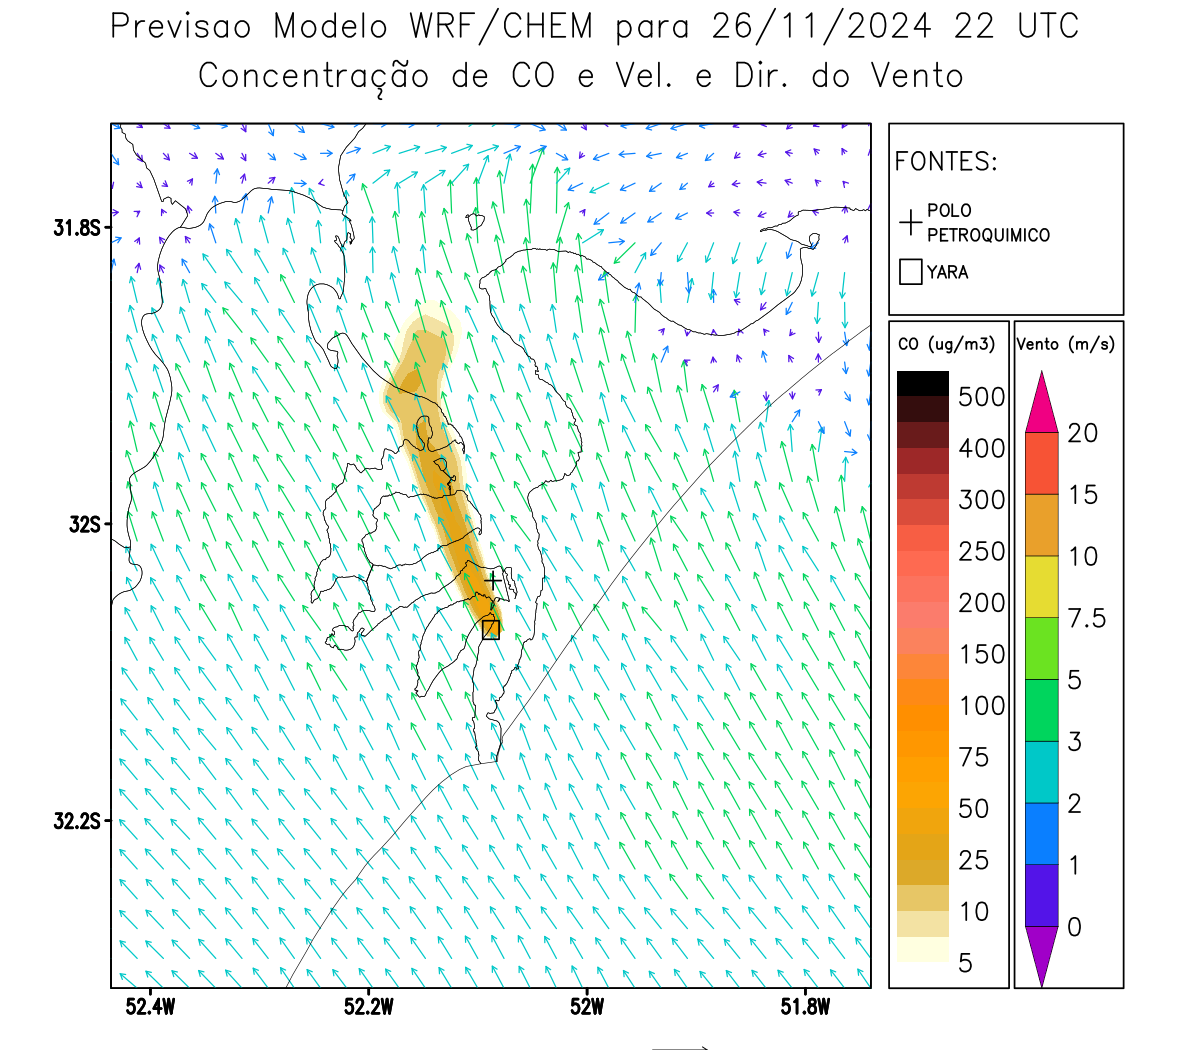 Previsao Modelo WRF/CHEM para 26/11/2024 22 UTC
Concentração de CO e Vel. e Dir. do Vento
FONTES:
POLO
PETROQUIMICO
YARA
CO (ug/m3)
500
400
300
250
200
150
100
75
50
25
10
5
Vento (m/s)
20
15
10
7.5
5
3
2
1
0
31.8S
32S
32.2S
52.4W
52.2W
52W
51.8W